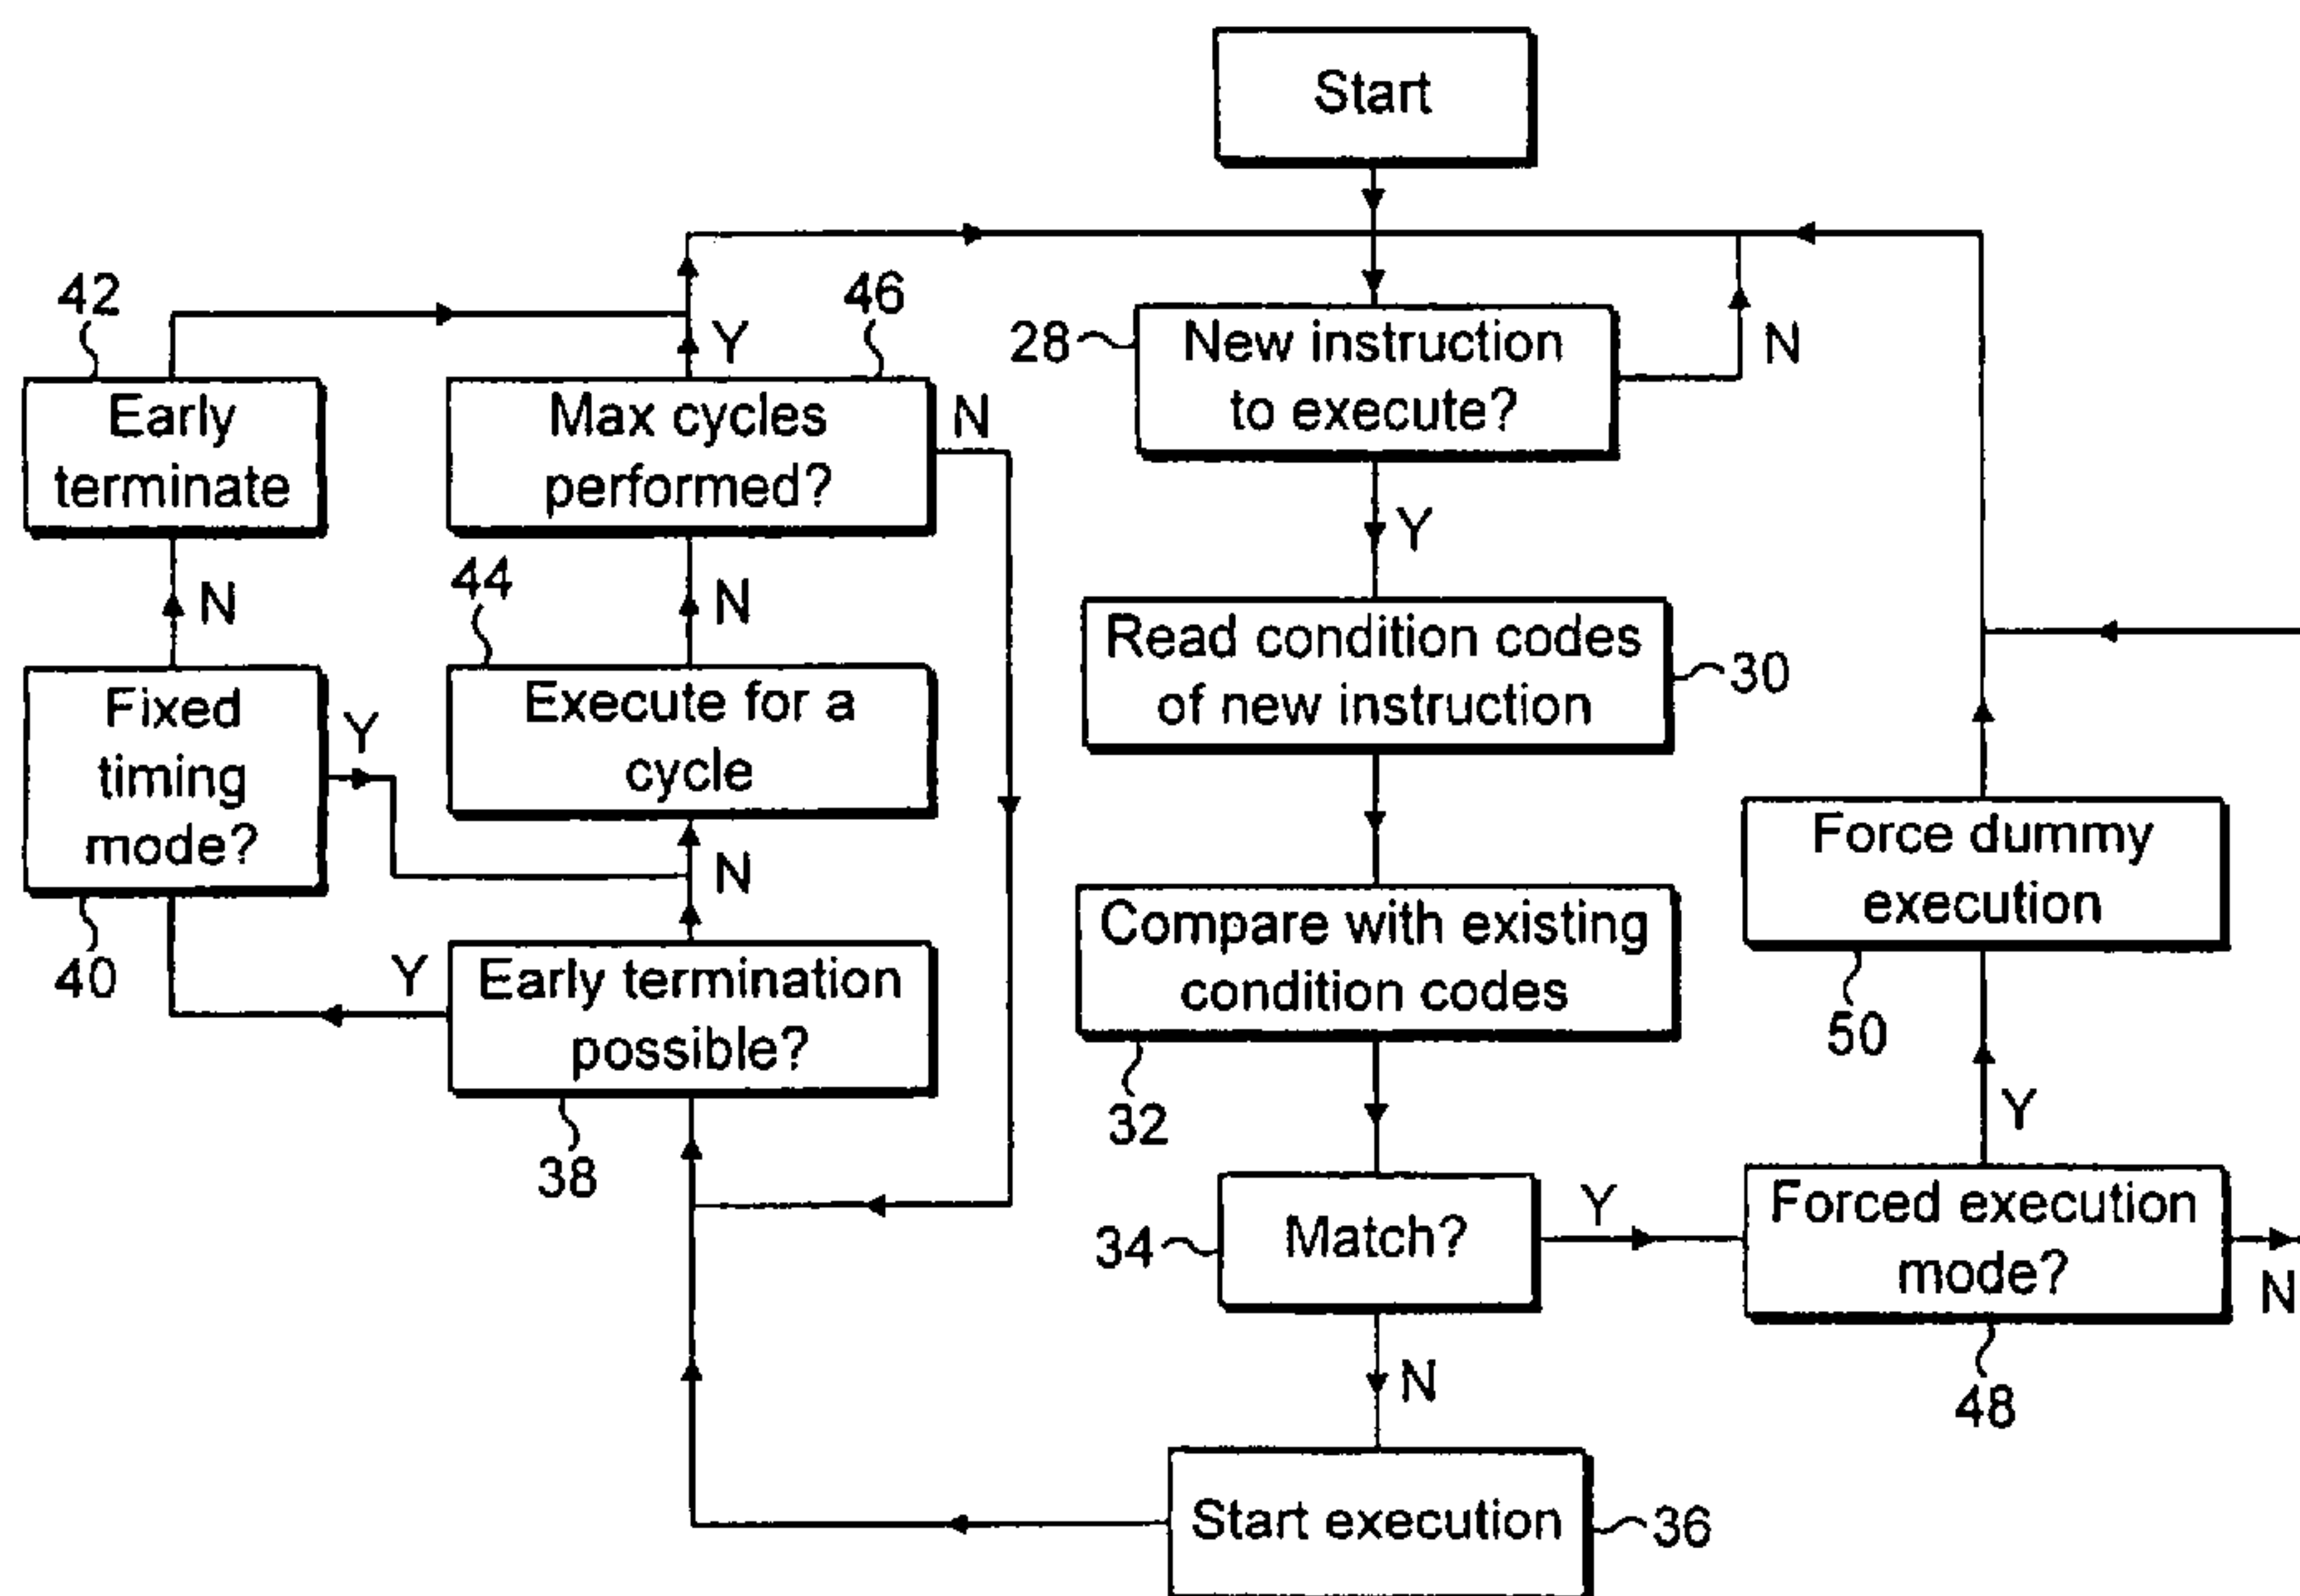 Start
42
46
Y
28
New instruction
to execute?
N
Early
terminate
Max cycles
performed?
N
Y
44
N
N
Read condition codes
of new instruction
30
Fixed
timing
mode?
Y
Execute for a
cycle
N
Force dummy
execution
Compare with existing
condition codes
40
Y
Early termination
possible?
50
32
Y
38
34
Match?
Y
Forced execution
mode?
N
N
48
Start execution
36